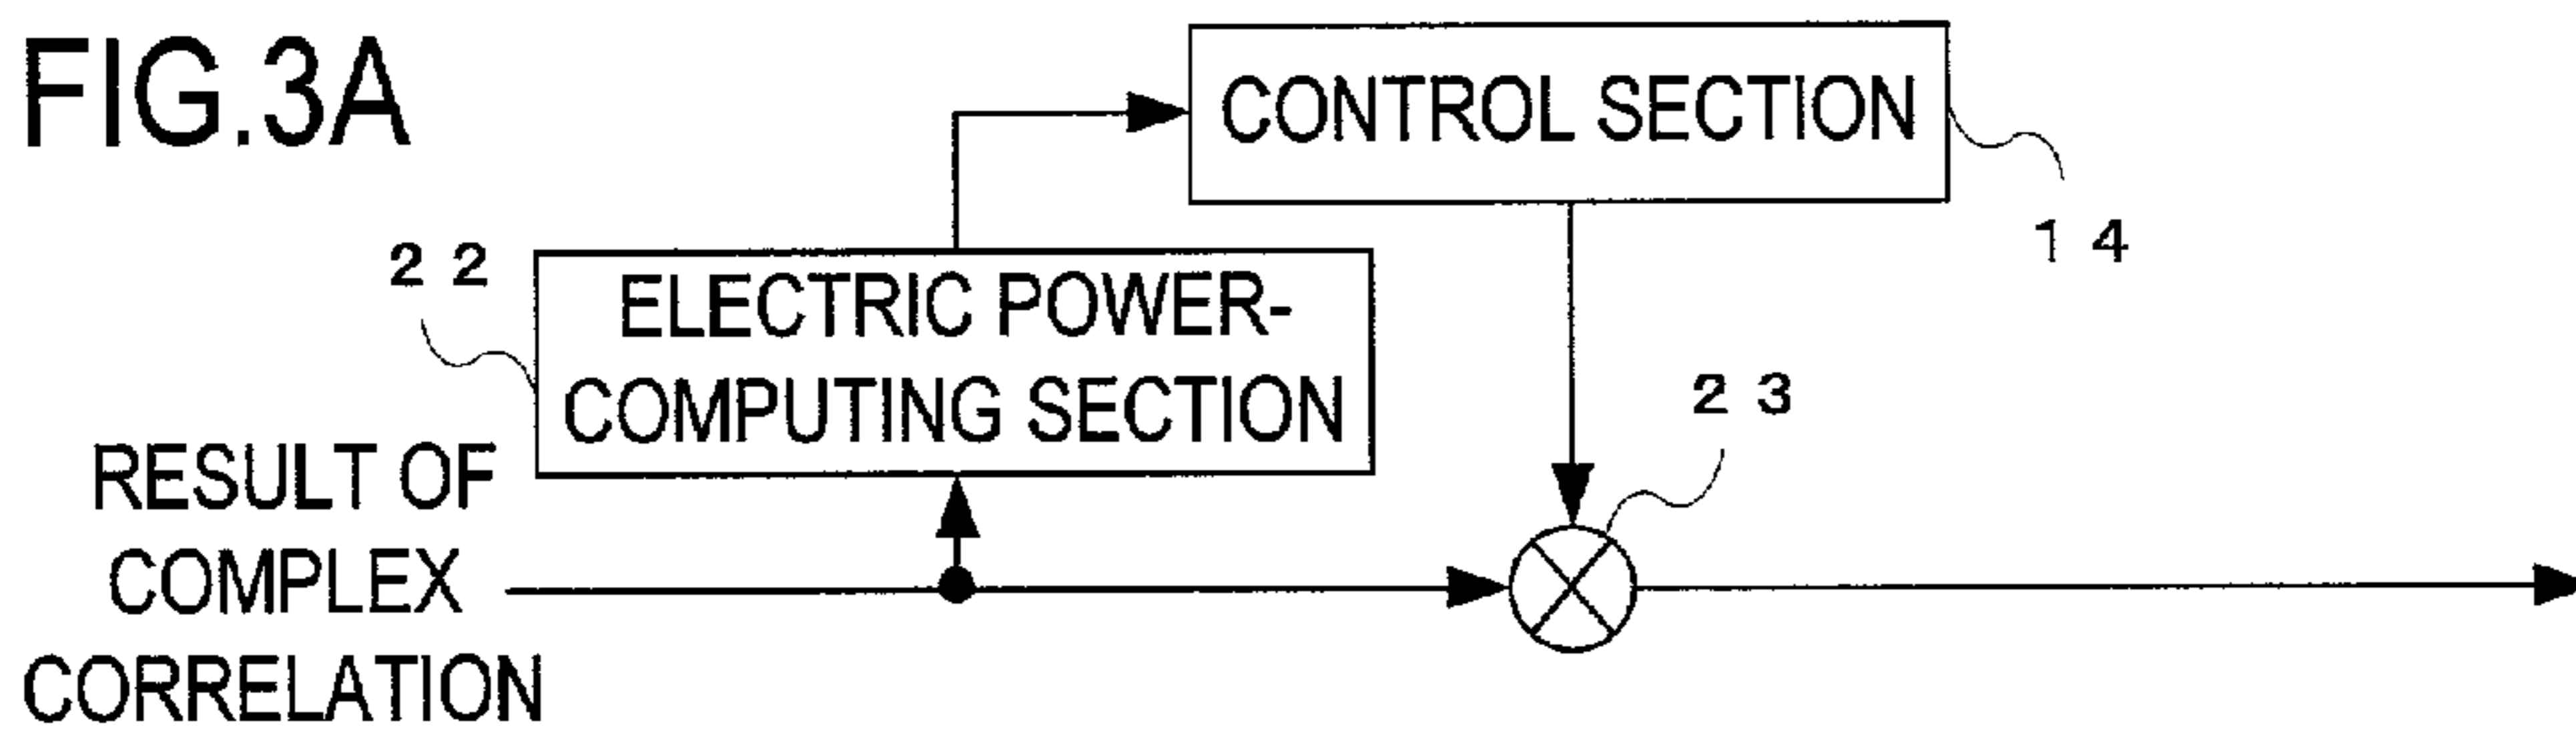 FIG.3A
CONTROL SECTION
14
22
ELECTRIC POWER-
COMPUTING SECTION
23
RESULT OF
COMPLEX
CORRELATION